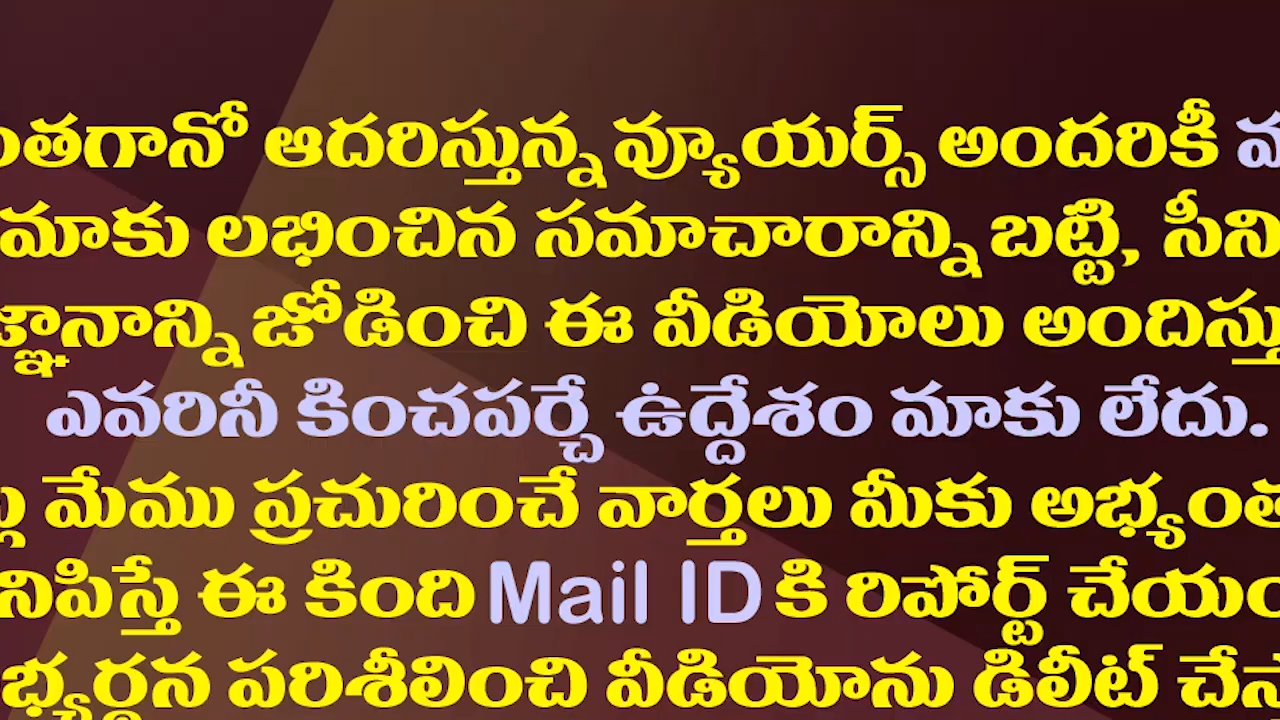 ంతగానో ఆదరిస్తున్న వ్యూయర్స్ అందరికీ
మాకు లభించిన సమాచారాన్ని బట్టి, సీని
జ్ఞానాన్ని జోడించి ఈ వీడియోలు అందిస్తు
ఎవరినీ కించపర్చే ఉద్దేశం మాకు లేదు.
మేము ప్రచురించే వార్తలు మీకు అభ్యంత
నిపిస్తే ఈ కింది Mail ID కి రిపోర్ట్ చేయం
భ్యర్థన పరిశీలించి వీడియోను డిలీట్ చేస